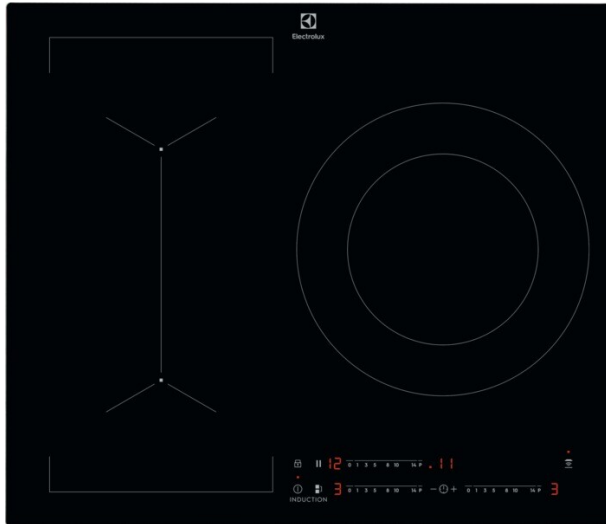 Electrolux
12 0 1 3 5 8 10 14 P . 11
3 0 1 3 5 8 10 14 P − + 0 1 3 5 8 10 14 P 3
INDUCTION